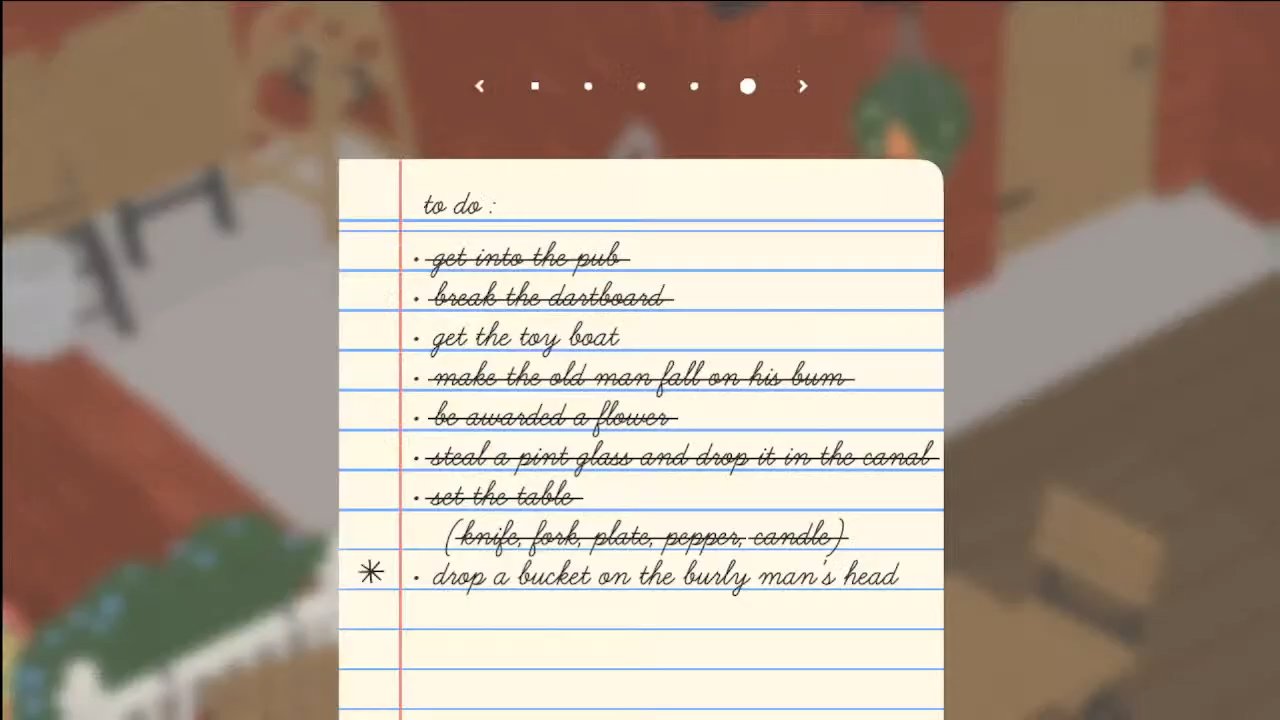 to do :
• get into the pub
• break the dartboard
• get the toy boat
• make the old man fall on his bum
• be awarded a flower
• steal a pint glass and drop it in the canal
• set the table
(knife, fork, plate, pepper, candle)
• drop a bucket on the burly man's head